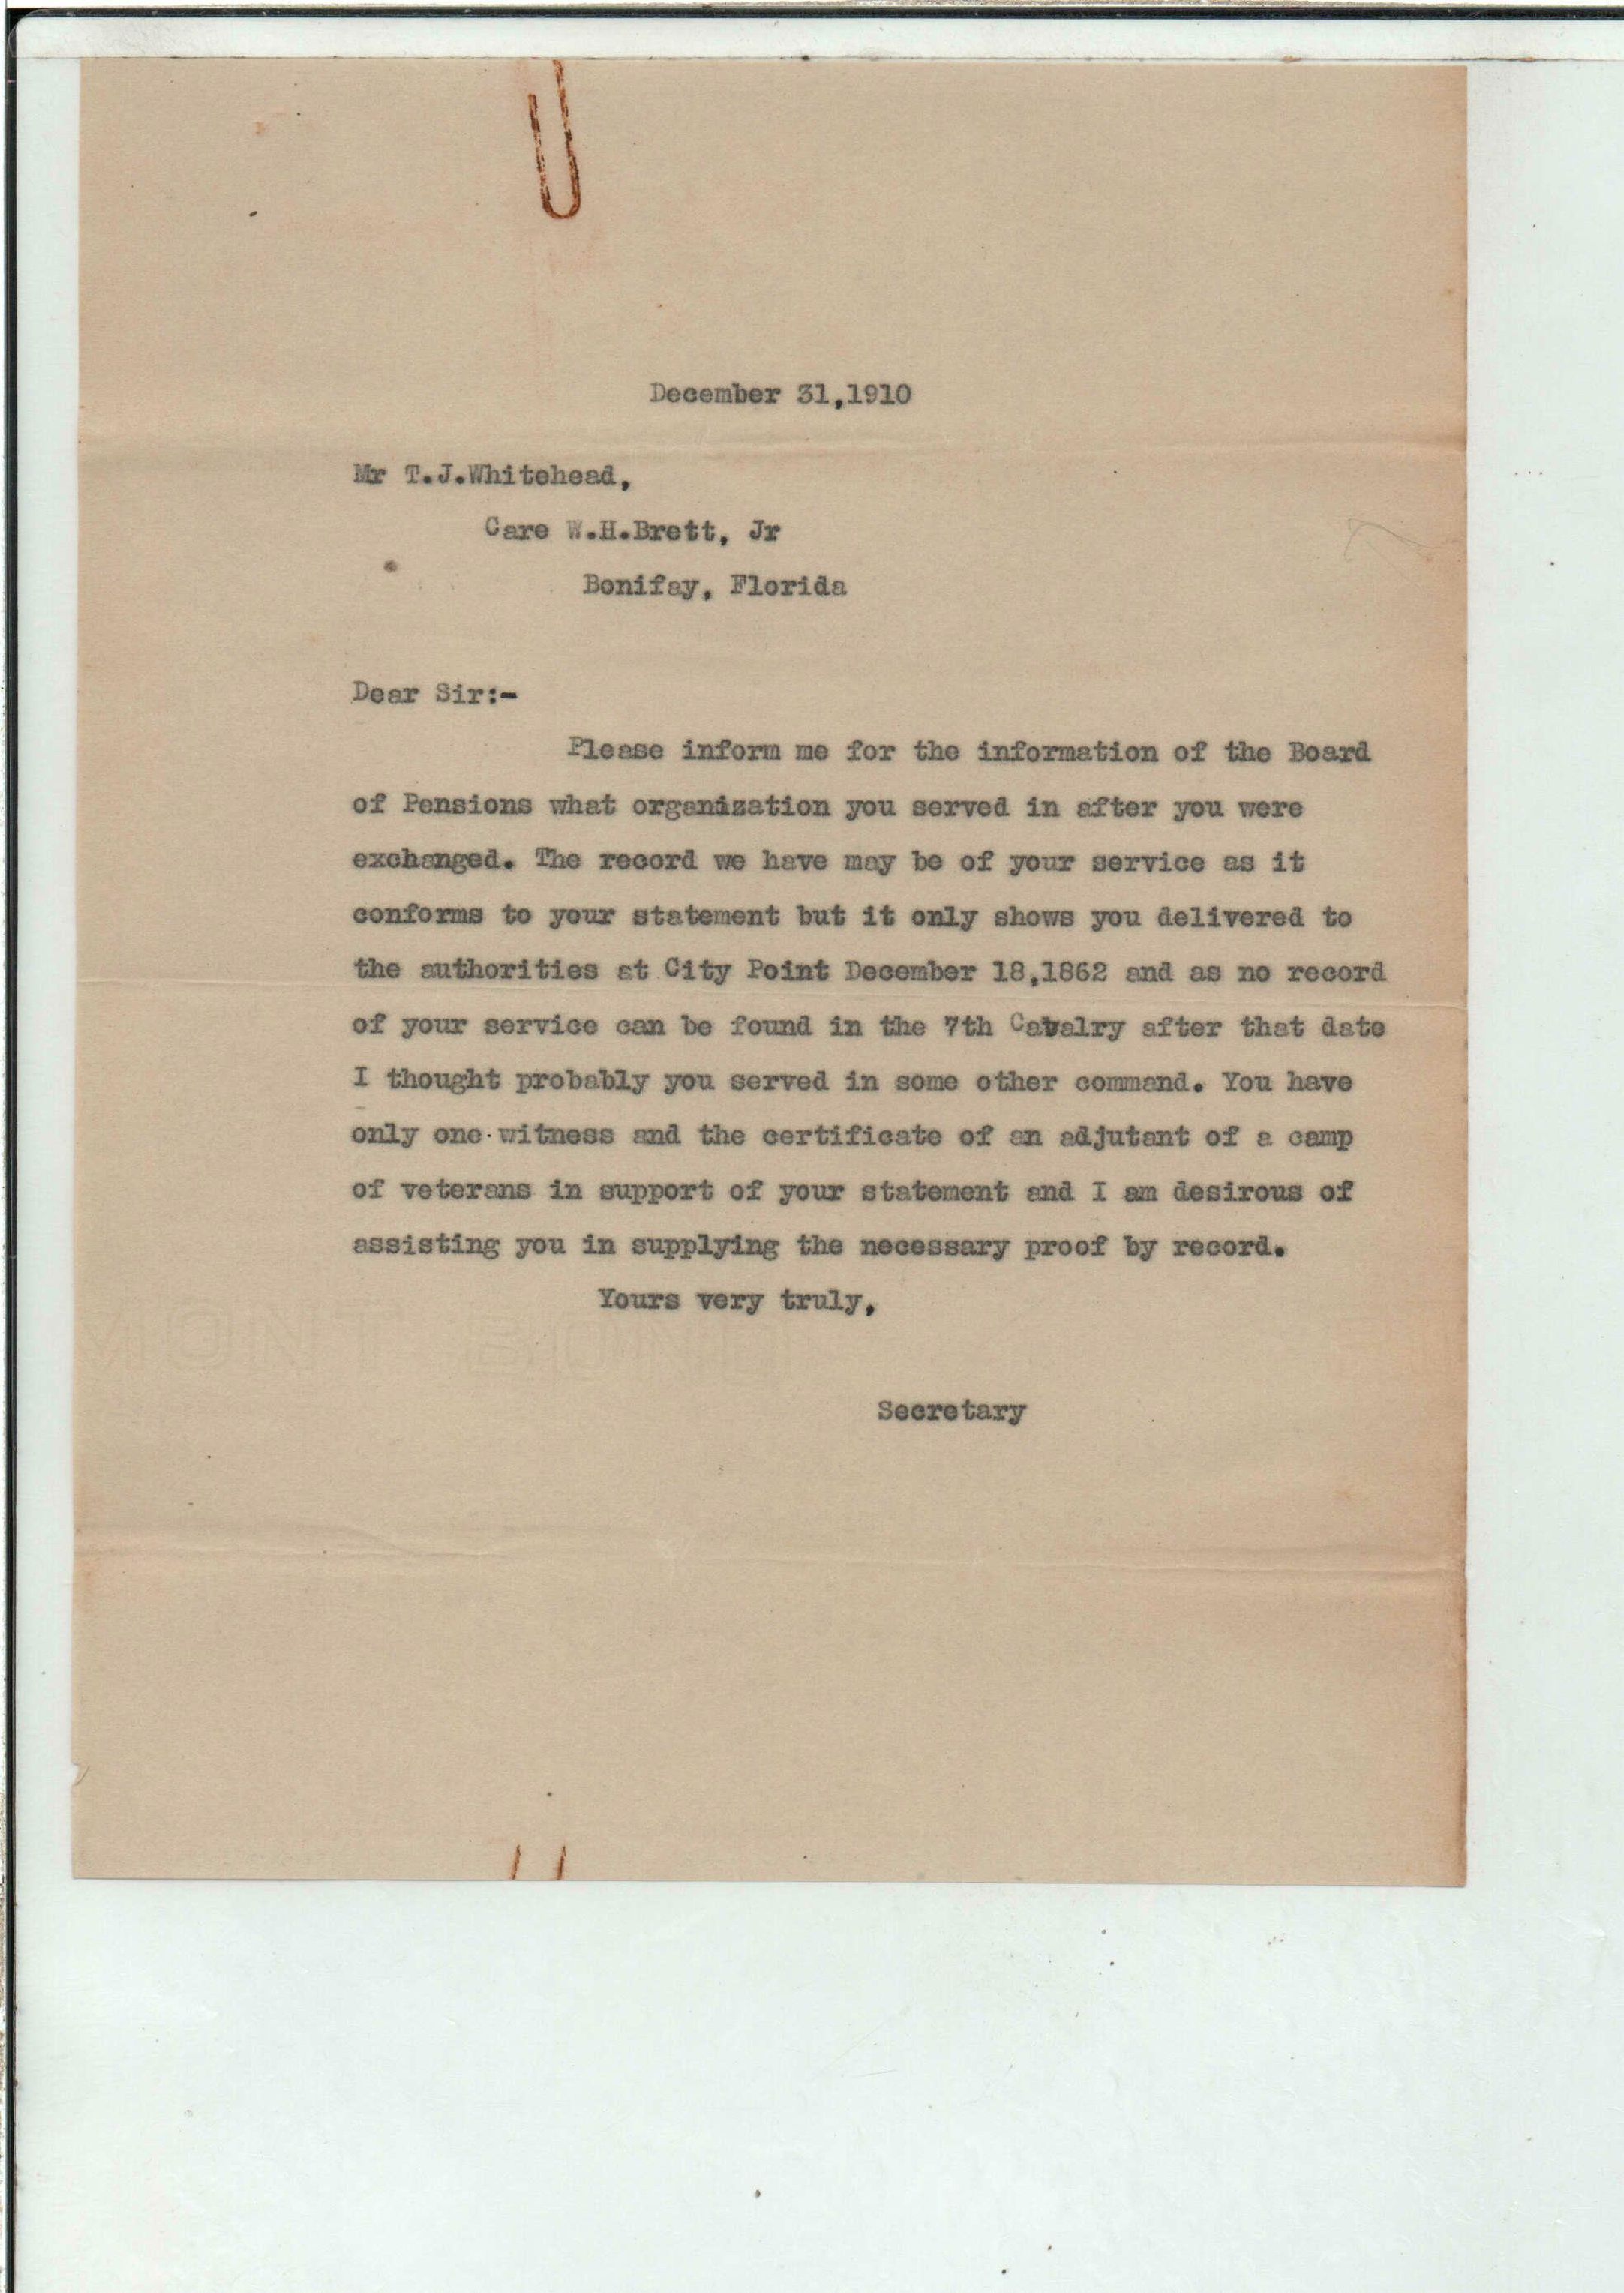 December 31,1910
Mr T.J.Whitehead,
Care W.H.Brett, Jr
Bonifay, Florida
Dear Sir:-
Please inform me for the information of the Board
of Pensions what organization you served in after you were
exchanged. The record we have may be of your service as it
conforms to your statement but it only shows you delivered to
the authorities at City Point December 18,1862 and as no record
of your service can be found in the 7th Cavalry after that date
I thought probably you served in some other command. You have
only one witness and the certificate of an adjutant of a camp
of veterans in support of your statement and I am desirous of
assisting you in supplying the necessary proof by record.
Yours very truly,
Secretary